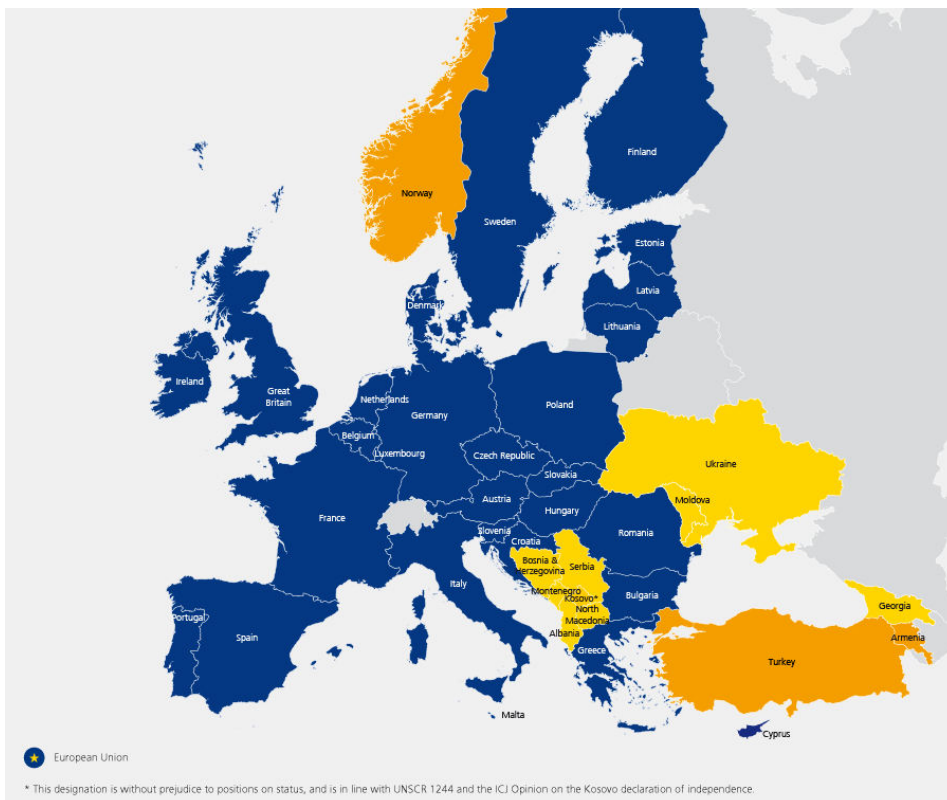 Finland
Norway
Sweden
Estonia
Latvia
Denmark
Lithuania
Ireland
Great
Britain
Netherlands
Poland
Germany
Belgium
Luxembourg
Czech Republic
Ukraine
Slovakia
Moldova
Austria
Hungary
France
Slovenia
Romania
Croatia
Bosnia &
Herzegovina
Serbia
Italy
Montenegro
Kosovo*
Bulgaria
North
Macedonia
Georgia
Portugal
Spain
Albania
Armenia
Greece
Turkey
Malta
Cyprus
European Union
* This designation is without prejudice to positions on status, and is in line with UNSCR 1244 and the ICJ Opinion on the Kosovo declaration of independence.